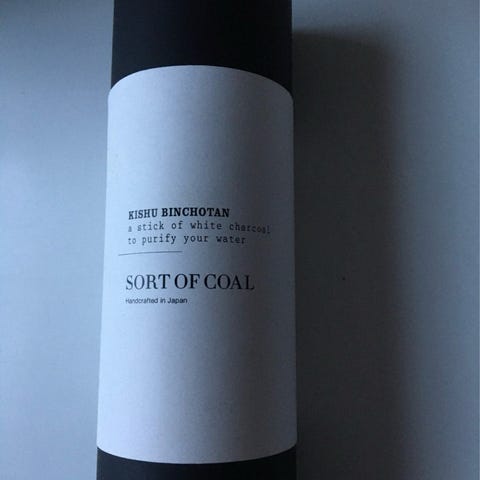 KISHU BINCHOTAN
a stick of white charcoal
to purify your water
SORT OF COAL
Handcrafted in Japan